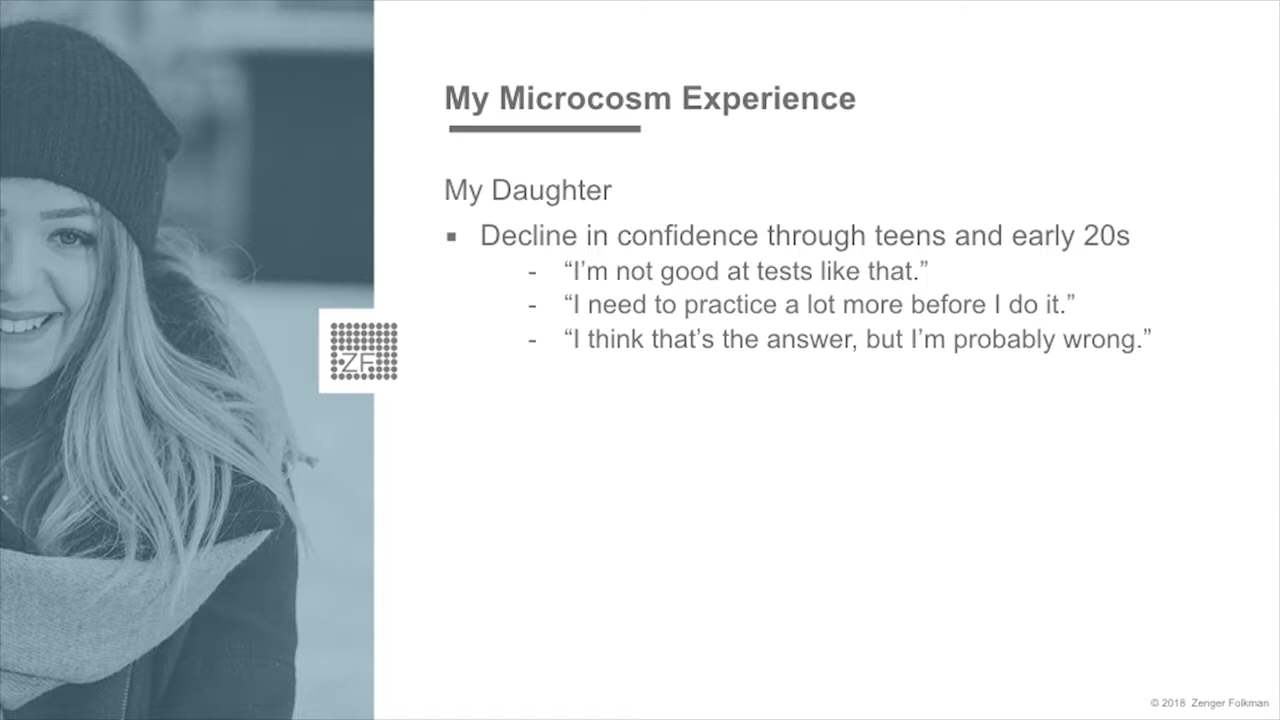 My Microcosm Experience
My Daughter
▪ Decline in confidence through teens and early 20s
- “I’m not good at tests like that.”
- “I need to practice a lot more before I do it.”
- “I think that’s the answer, but I’m probably wrong.”
ZF
© 2018 Zenger Folkman